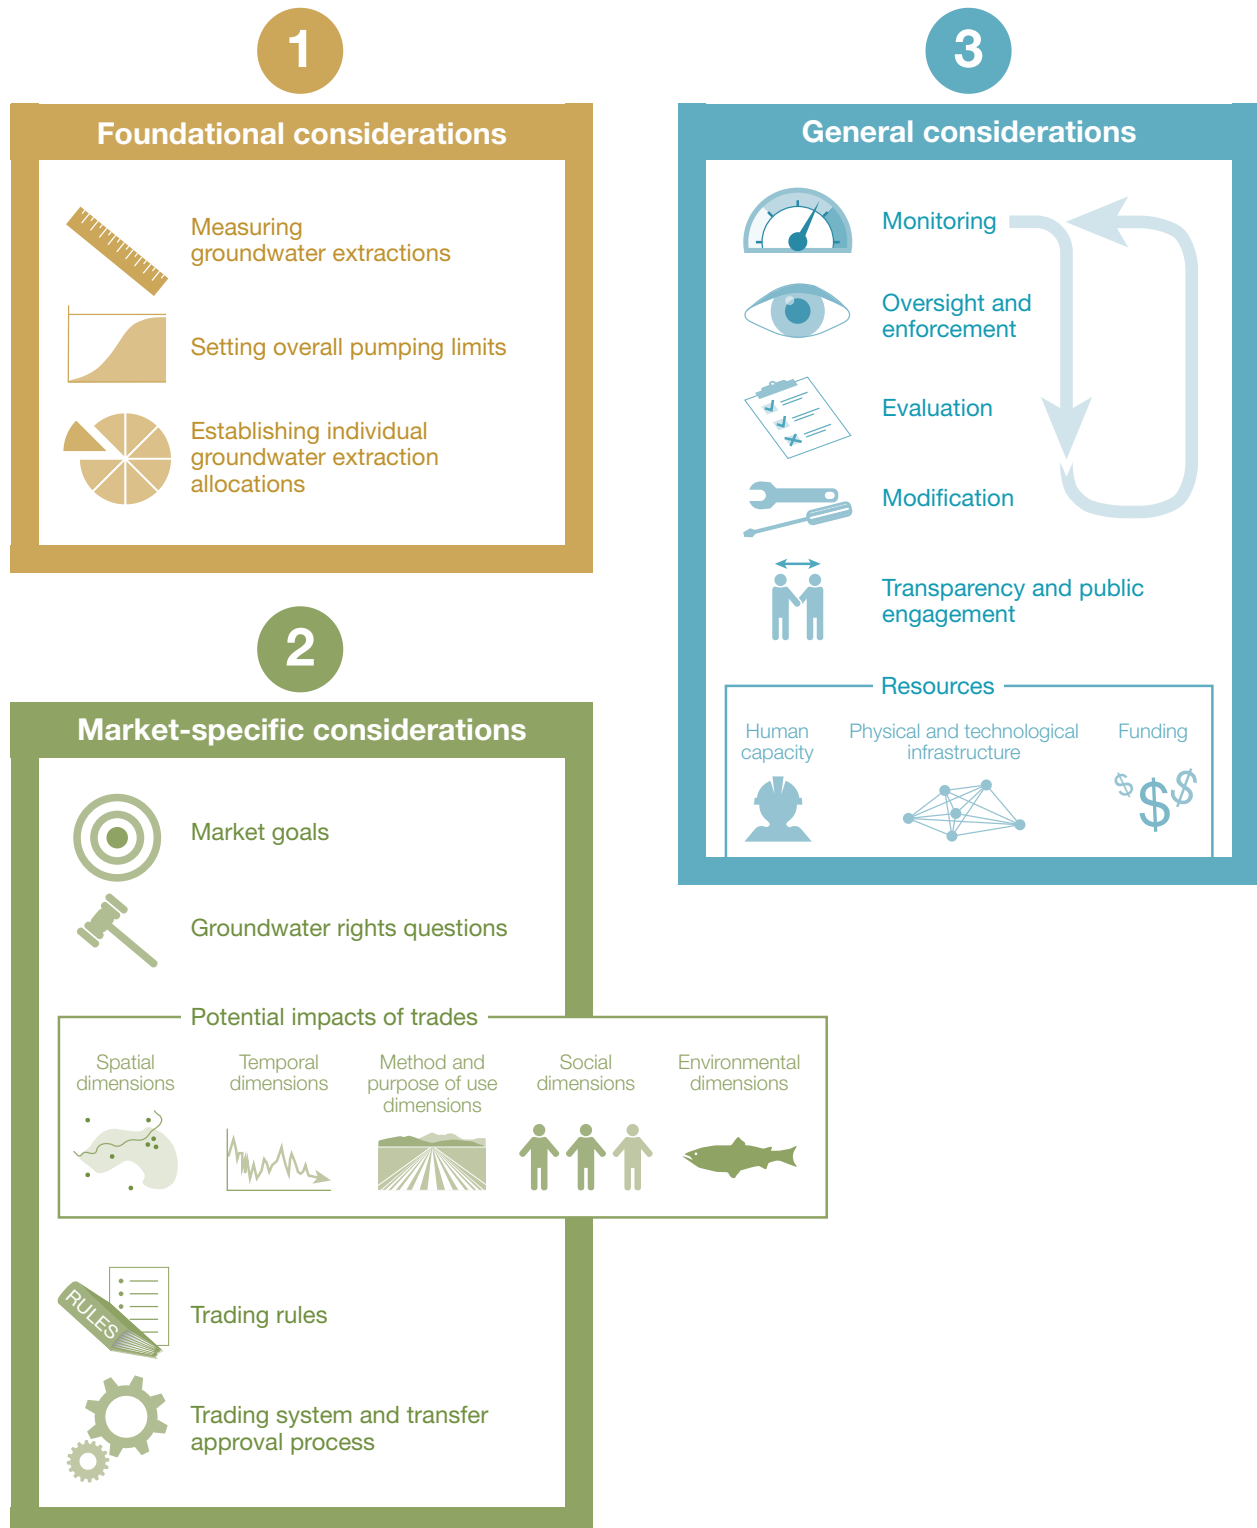 1
Foundational considerations
Measuring
groundwater extractions
Setting overall pumping limits
Establishing individual
groundwater extraction
allocations
2
Market-specific considerations
Market goals
Groundwater rights questions
Potential impacts of trades
Spatial
dimensions
Temporal
dimensions
Method and
purpose of use
dimensions
Social
dimensions
Environmental
dimensions
RULES
Trading rules
Trading system and transfer
approval process
3
General considerations
Monitoring
Oversight and
enforcement
Evaluation
Modification
Transparency and public
engagement
Resources
Human
capacity
Physical and technological
infrastructure
Funding
$ $ $